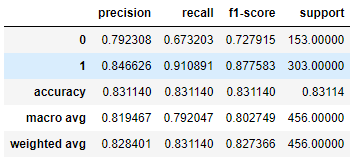 precision recall f1-score support
0 0.792308 0.673203 0.727915 153.00000
1 0.846626 0.910891 0.877583 303.00000
accuracy 0.831140 0.831140 0.831140 0.83114
macro avg 0.819467 0.792047 0.802749 456.00000
weighted avg 0.828401 0.831140 0.827366 456.00000